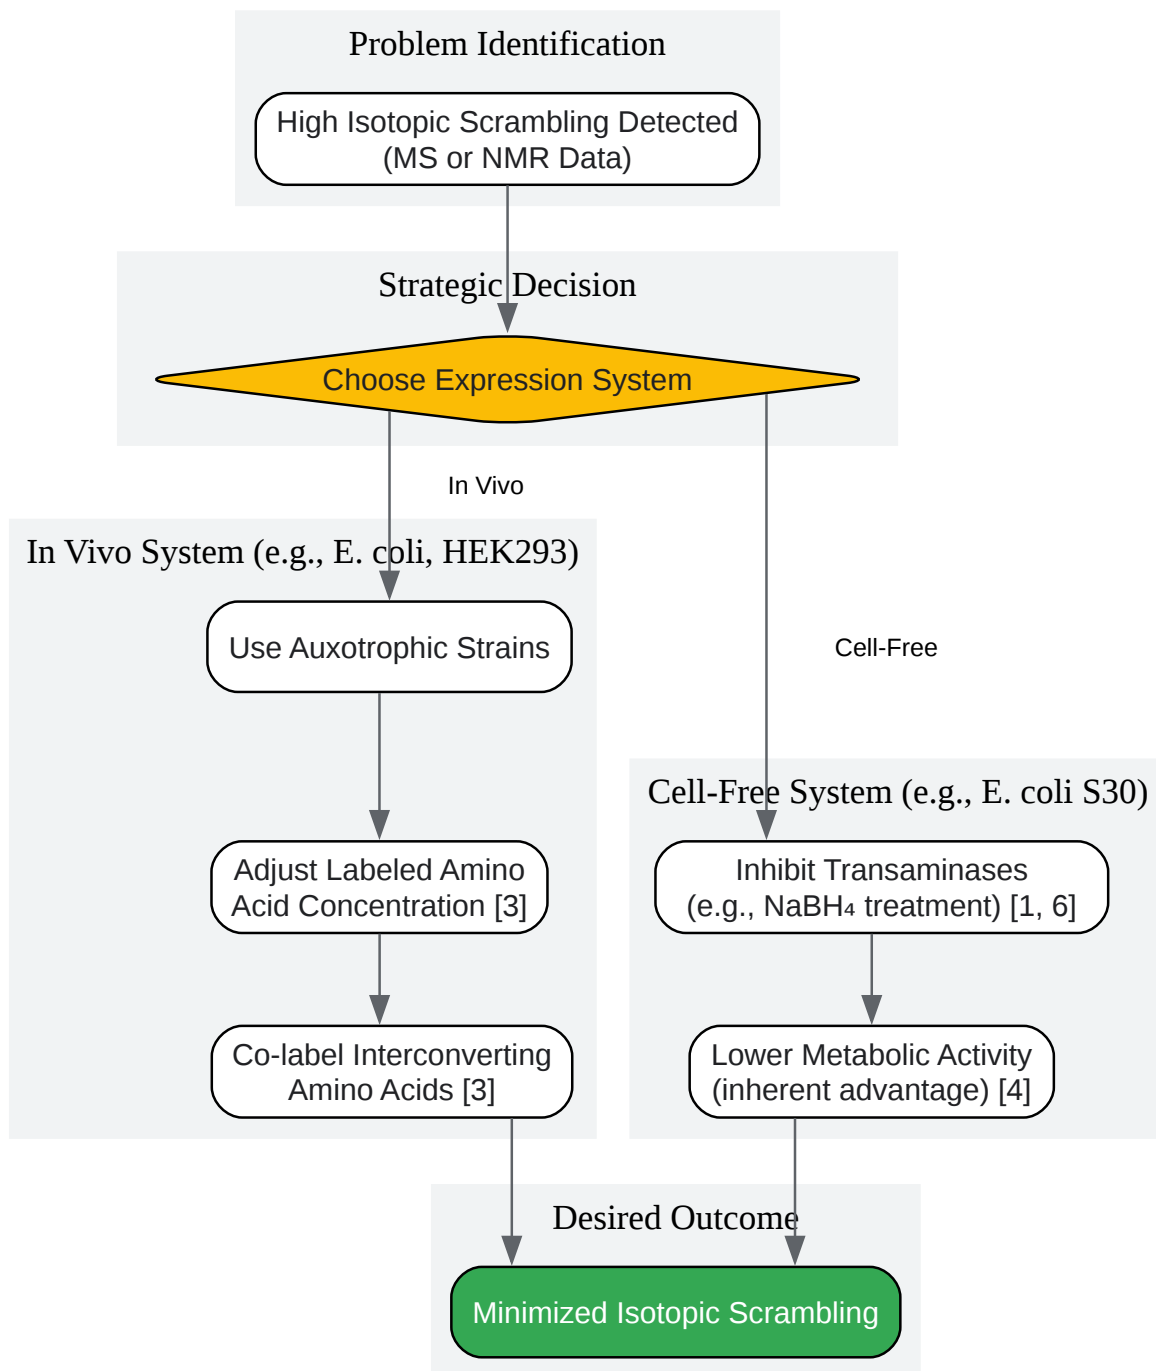 Problem Identification
High Isotopic Scrambling Detected
(MS or NMR Data)
Strategic Decision
Choose Expression System
In Vivo
In Vivo System (e.g., E. coli, HEK293)
Use Auxotrophic Strains
Adjust Labeled Amino
Acid Concentration [3]
Co-label Interconverting
Amino Acids [3]
Cell-Free
Cell-Free System (e.g., E. coli S30)
Inhibit Transaminases
(e.g., NaBH₄ treatment) [1, 6]
Lower Metabolic Activity
(inherent advantage) [4]
Desired Outcome
Minimized Isotopic Scrambling